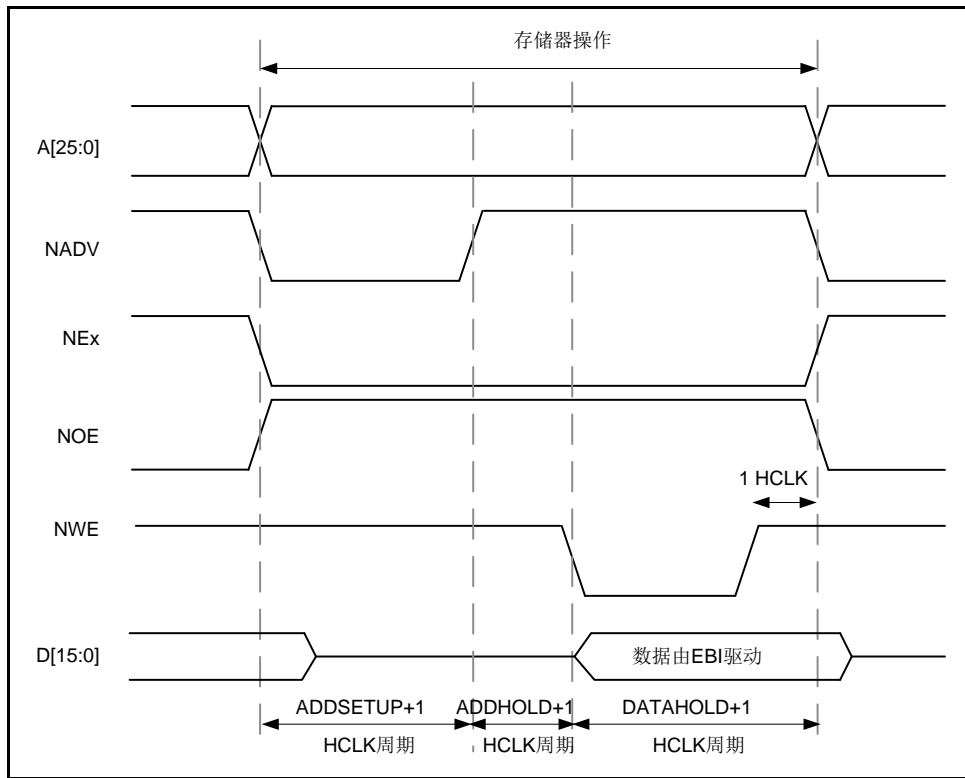 存储器操作
A[25:0]
NADV
NEx
NOE
1 HCLK
NWE
D[15:0]
数据由EBI驱动
ADDSETUP+1 ADDHOLD+1 DATAHOLD+1
HCLK周期 HCLK周期 HCLK周期